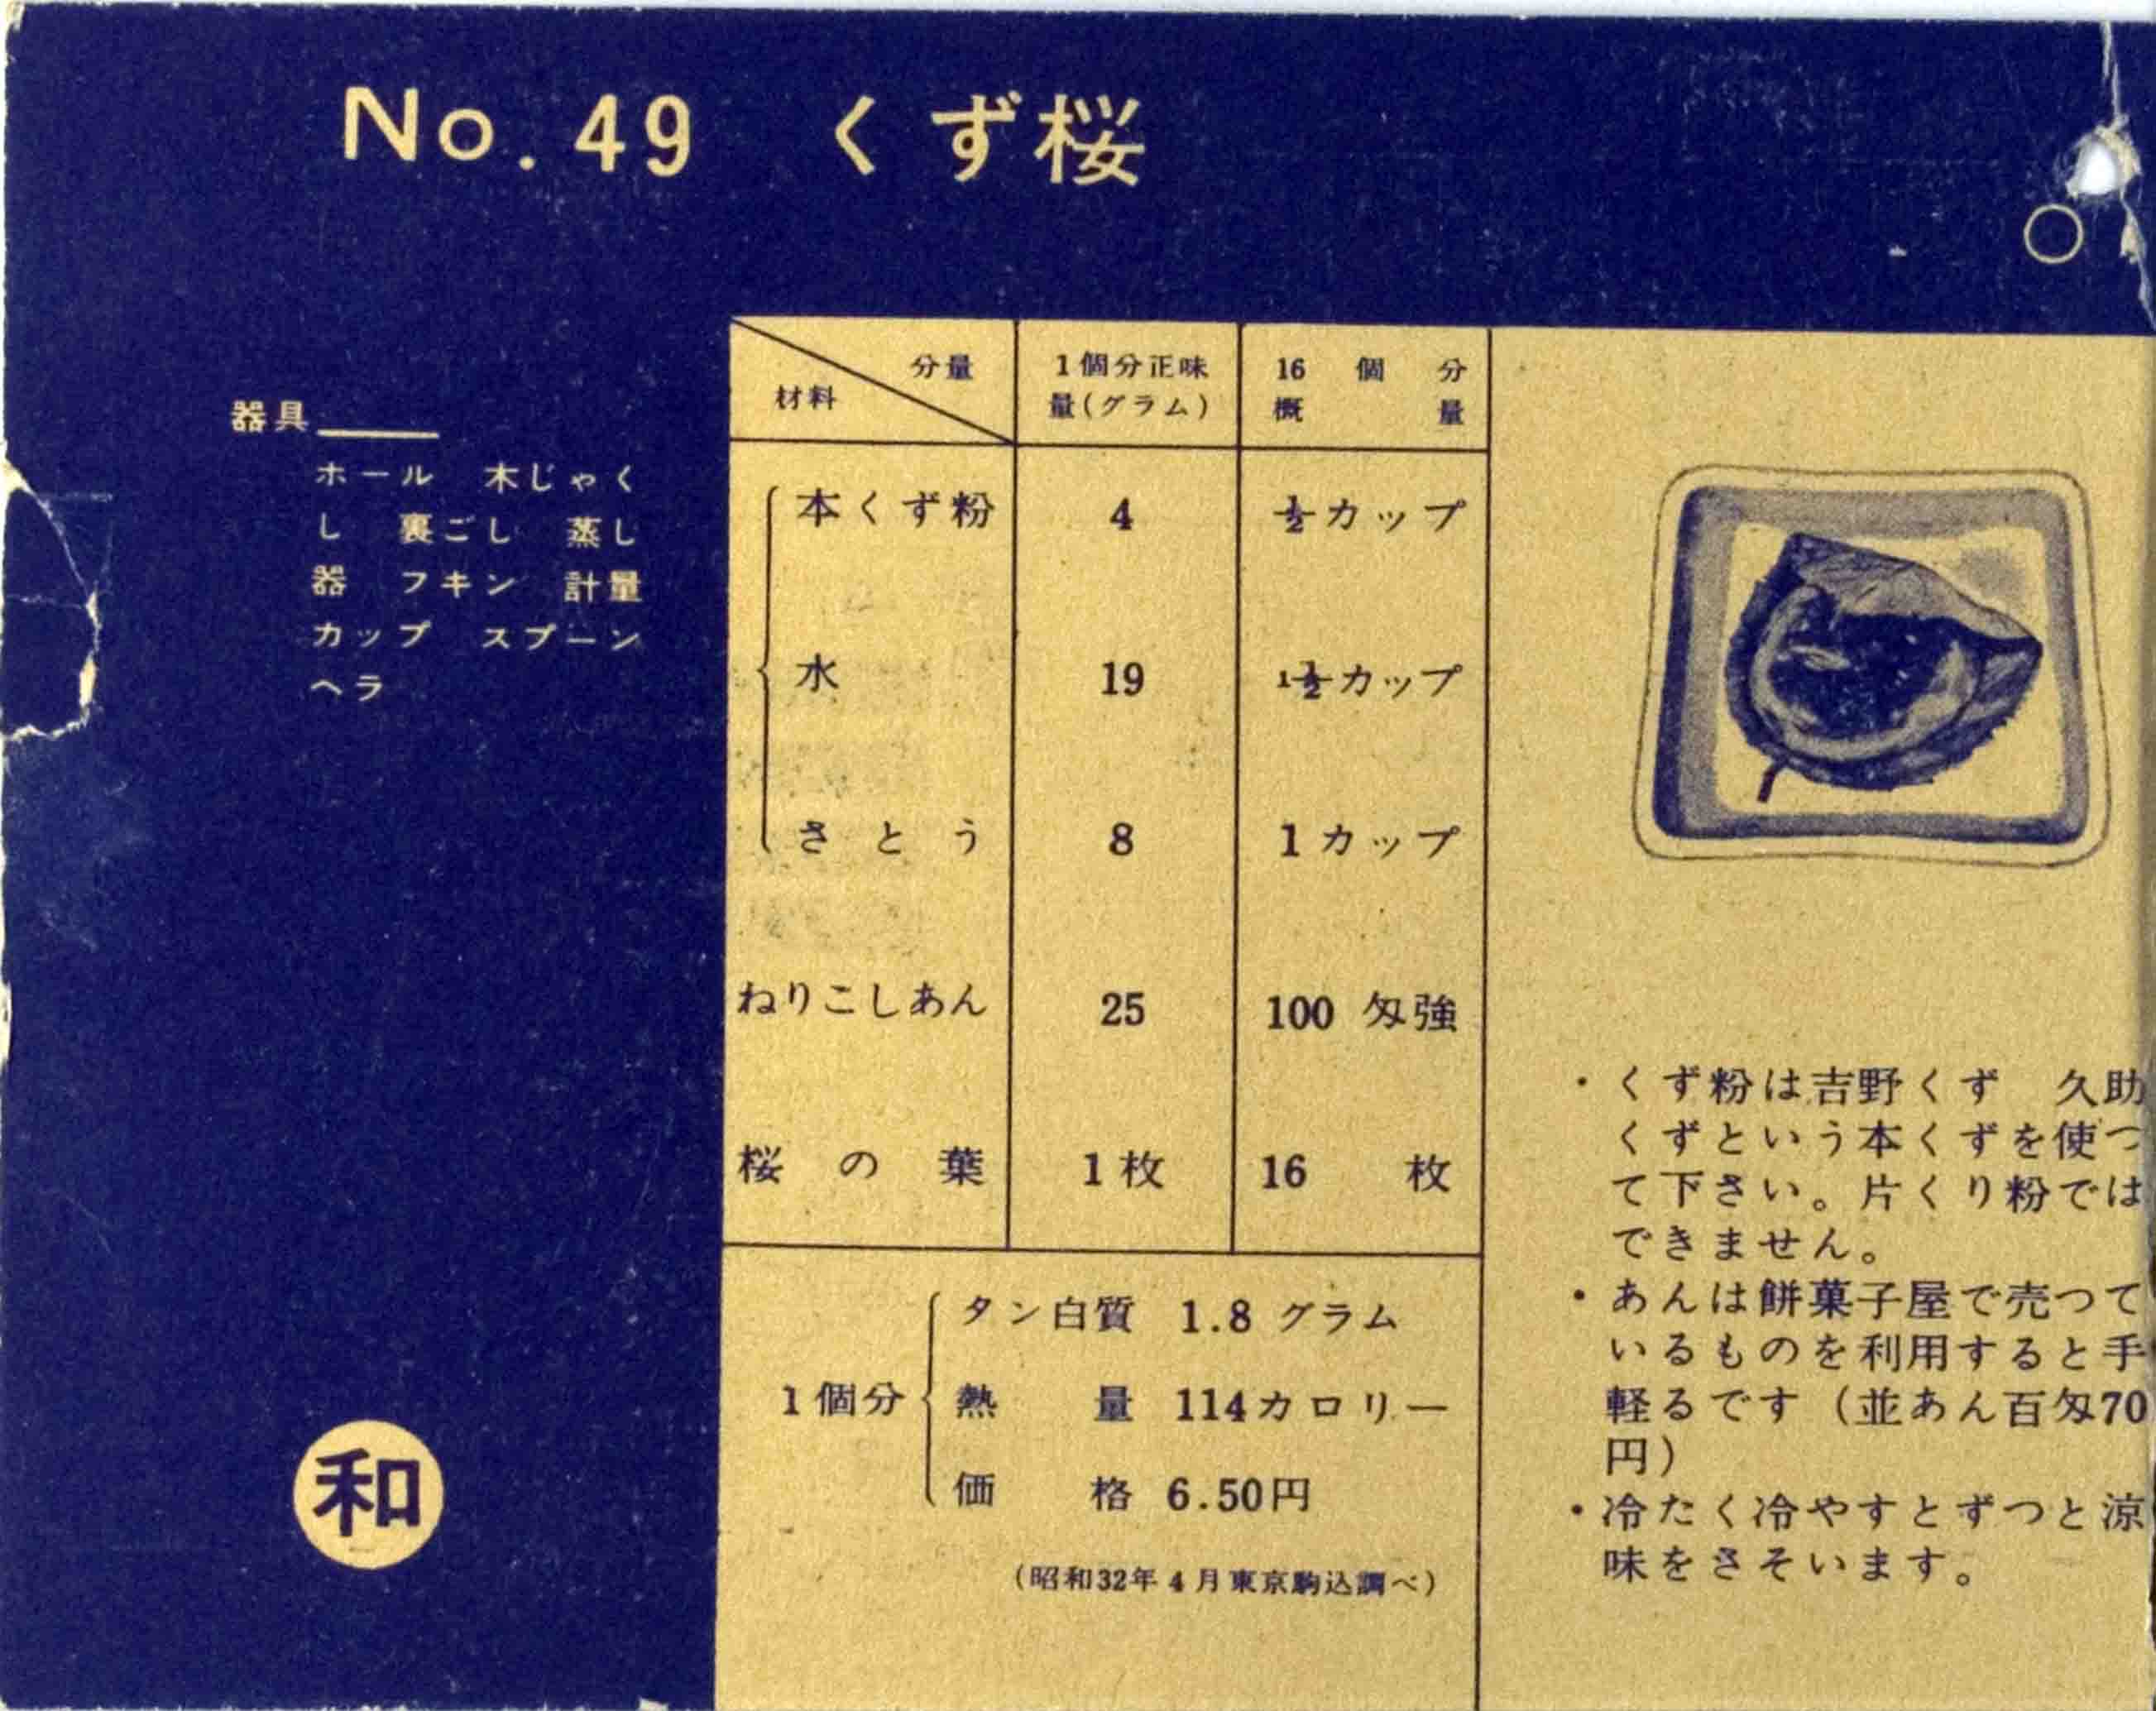 No. 49 くず桜
器具
ホール 木じゃく
し 裏ごし 蒸し
器 フキン 計量
カップ スプーン
ヘラ
和
分量
材料
1個分正味
量(グラム)
16個分
概量
本くず粉 4 ½カップ
水 19 1½カップ
さとう 8 1カップ
ねりこしあん 25 100匁強
桜の葉 1枚 16枚
1個分
タン白質 1.8グラム
熱量 114カロリー
価格 6.50円
(昭和32年4月東京駒込調べ)
・くず粉は吉野くず 久助
くずという本くずを使つ
て下さい。片くり粉では
できません。
・あんは餅菓子屋で売つて
いるものを利用すると手
軽るです(並あん百匁70
円)
・冷たく冷やすとずつと涼
味をさそいます。